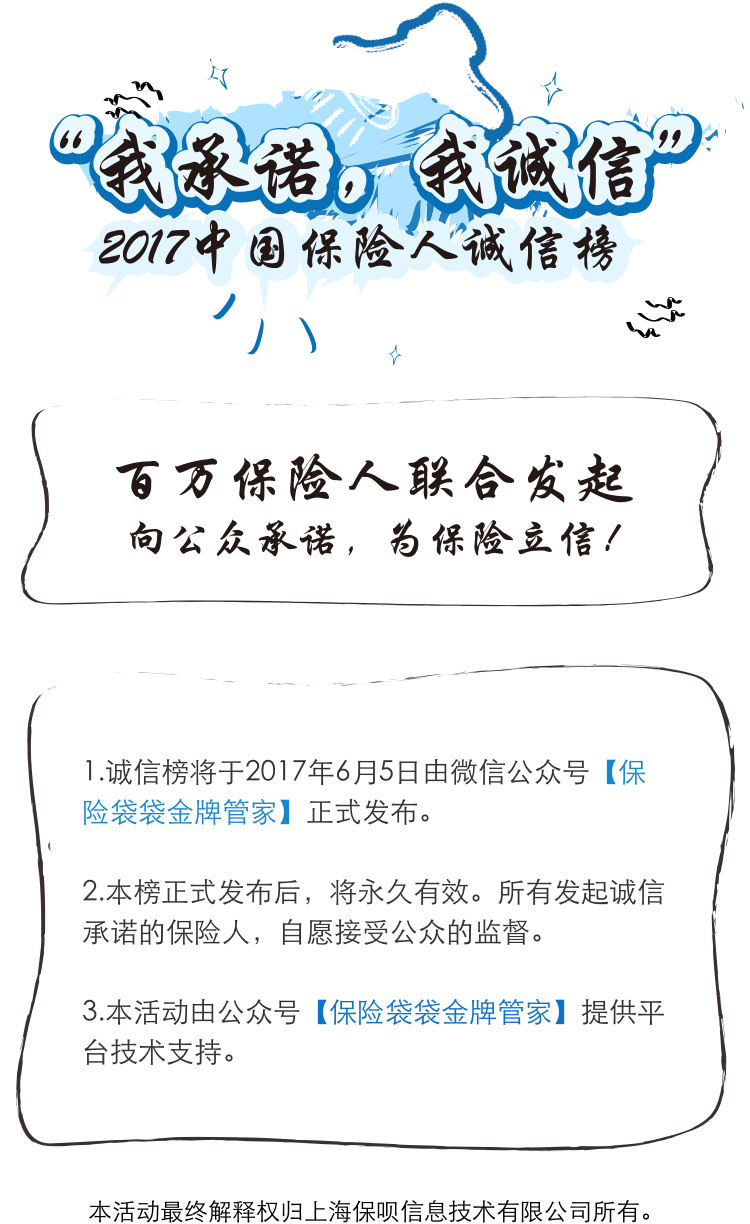 “我承诺，我诚信”
2017中国保险人诚信榜
百万保险人联合发起
向公众承诺，为保险立信！
1.诚信榜将于2017年6月5日由微信公众号【保
险袋袋金牌管家】正式发布。
2.本榜正式发布后，将永久有效。所有发起诚信
承诺的保险人，自愿接受公众的监督。
3.本活动由公众号【保险袋袋金牌管家】提供平
台技术支持。
本活动最终解释权归上海保呗信息技术有限公司所有。